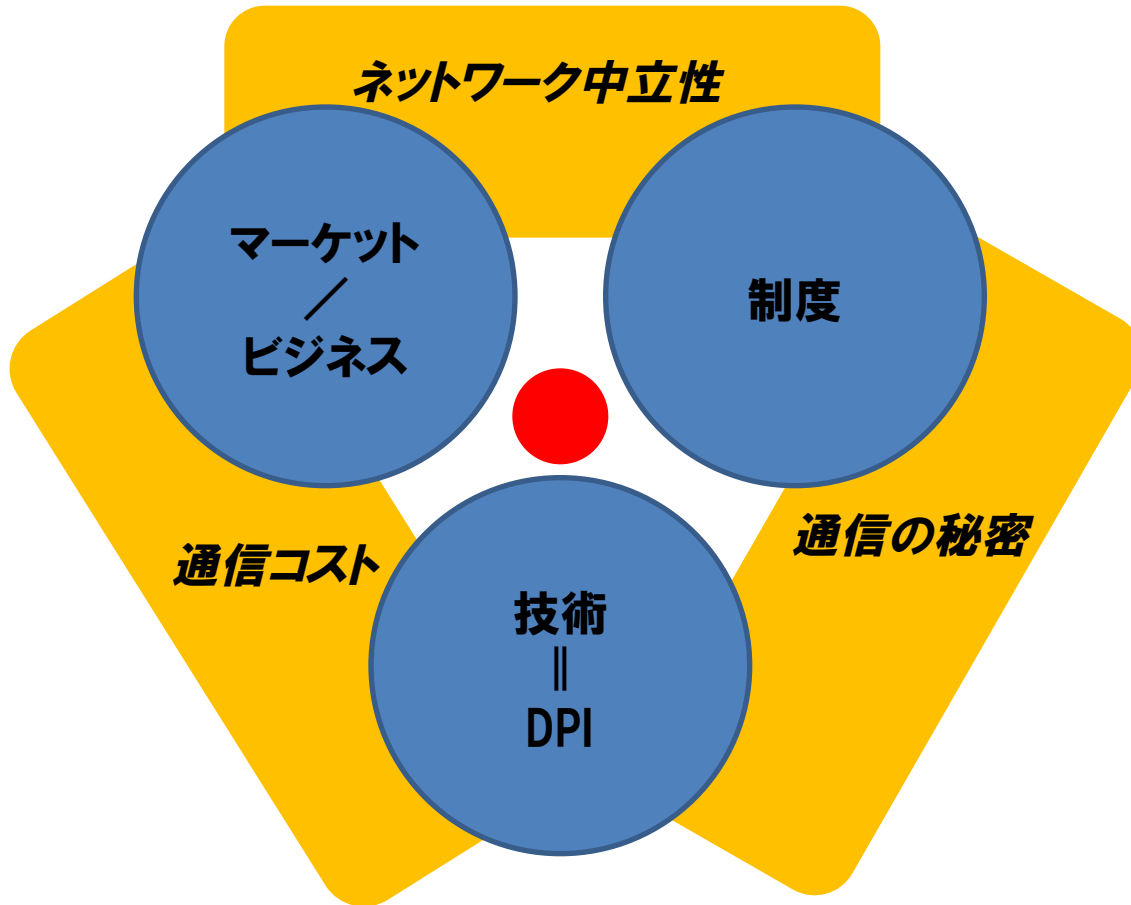 ネットワーク中立性
マーケット
／
ビジネス
制度
通信コスト
通信の秘密
技術
||
DPI